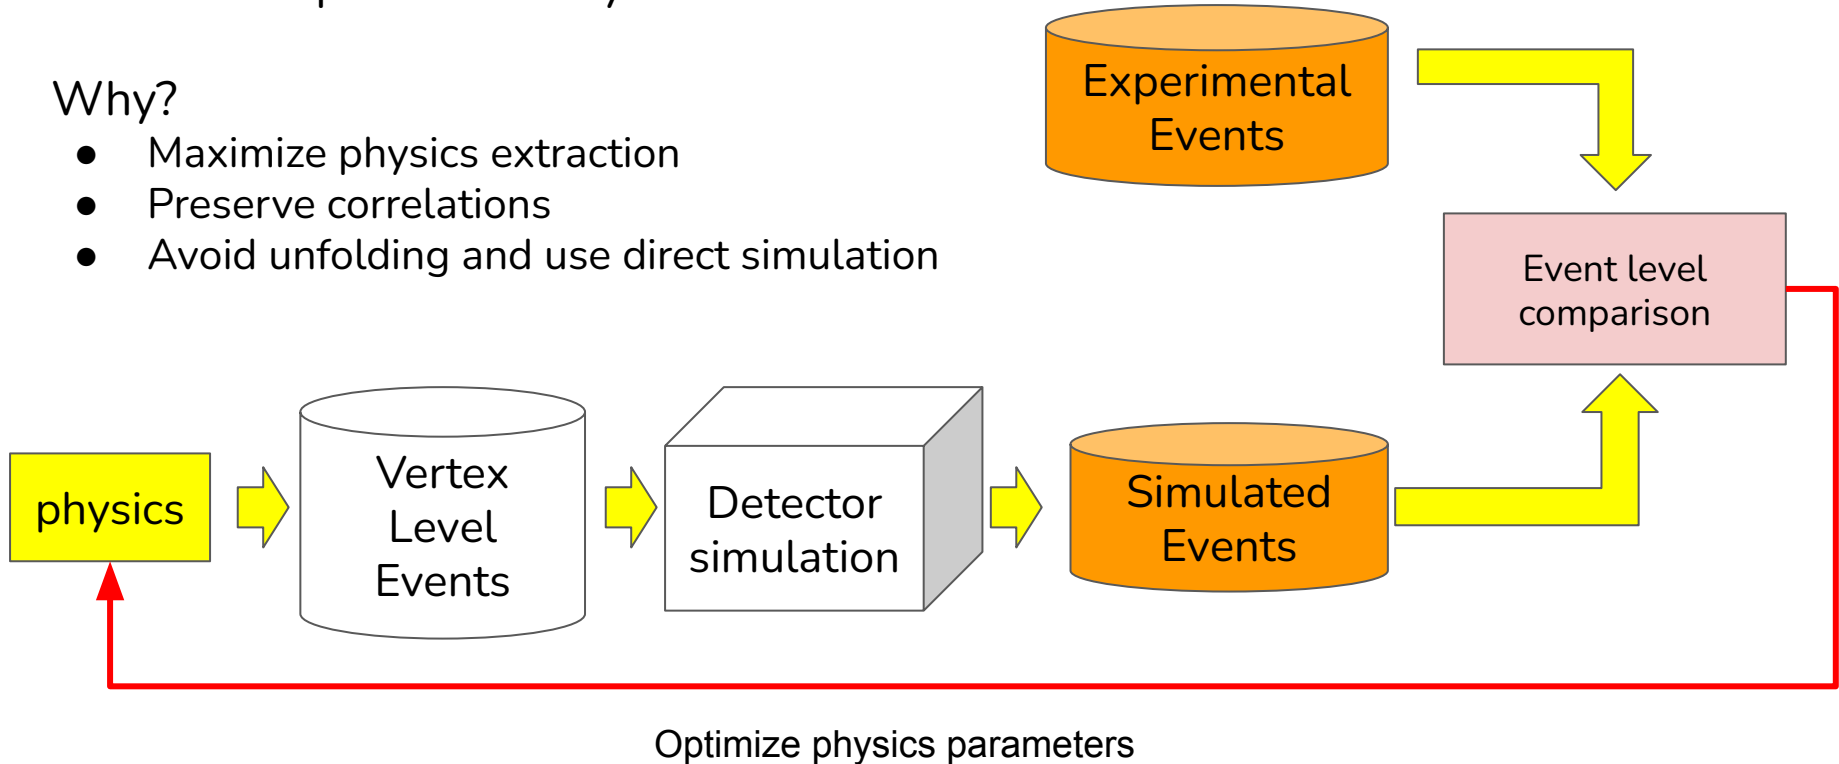 Why?
● Maximize physics extraction
● Preserve correlations
● Avoid unfolding and use direct simulation
Experimental
Events
Event level
comparison
physics
Vertex
Level
Events
Detector
simulation
Simulated
Events
Optimize physics parameters